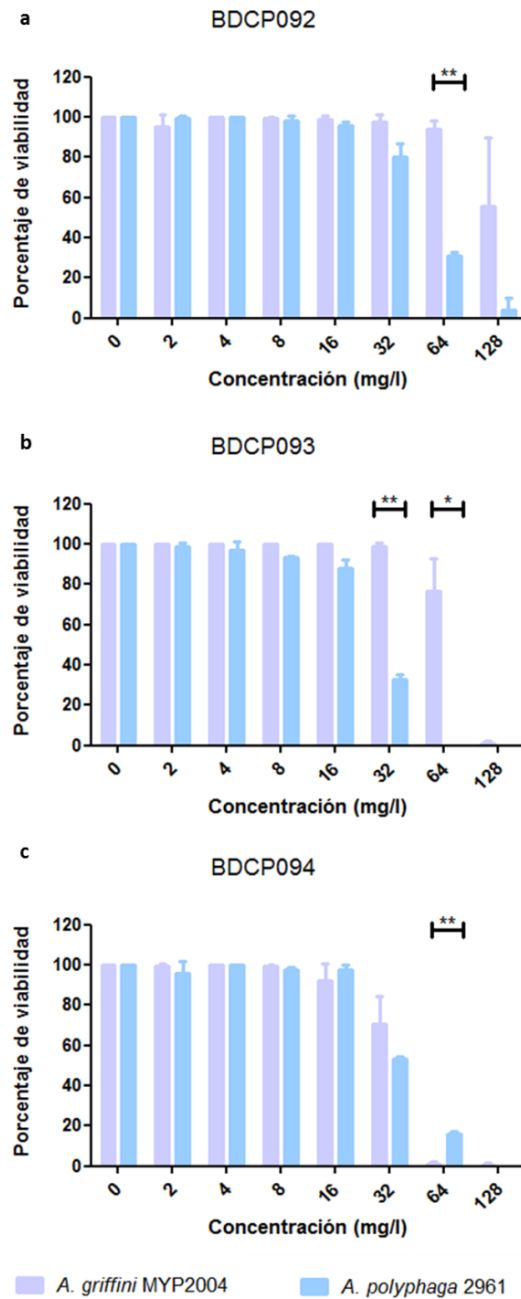 a
BDCP092
**
120
100
80
60
40
20
0
Porcentaje de viabilidad
0 2 4 8 16 32 64 128
Concentración (mg/l)
b
BDCP093
** *
120
100
80
60
40
20
0
Porcentaje de viabilidad
0 2 4 8 16 32 64 128
Concentración (mg/l)
c
BDCP094
**
120
100
80
60
40
20
0
Porcentaje de viabilidad
0 2 4 8 16 32 64 128
Concentración (mg/l)
A. griffini MYP2004 A. polyphaga 2961